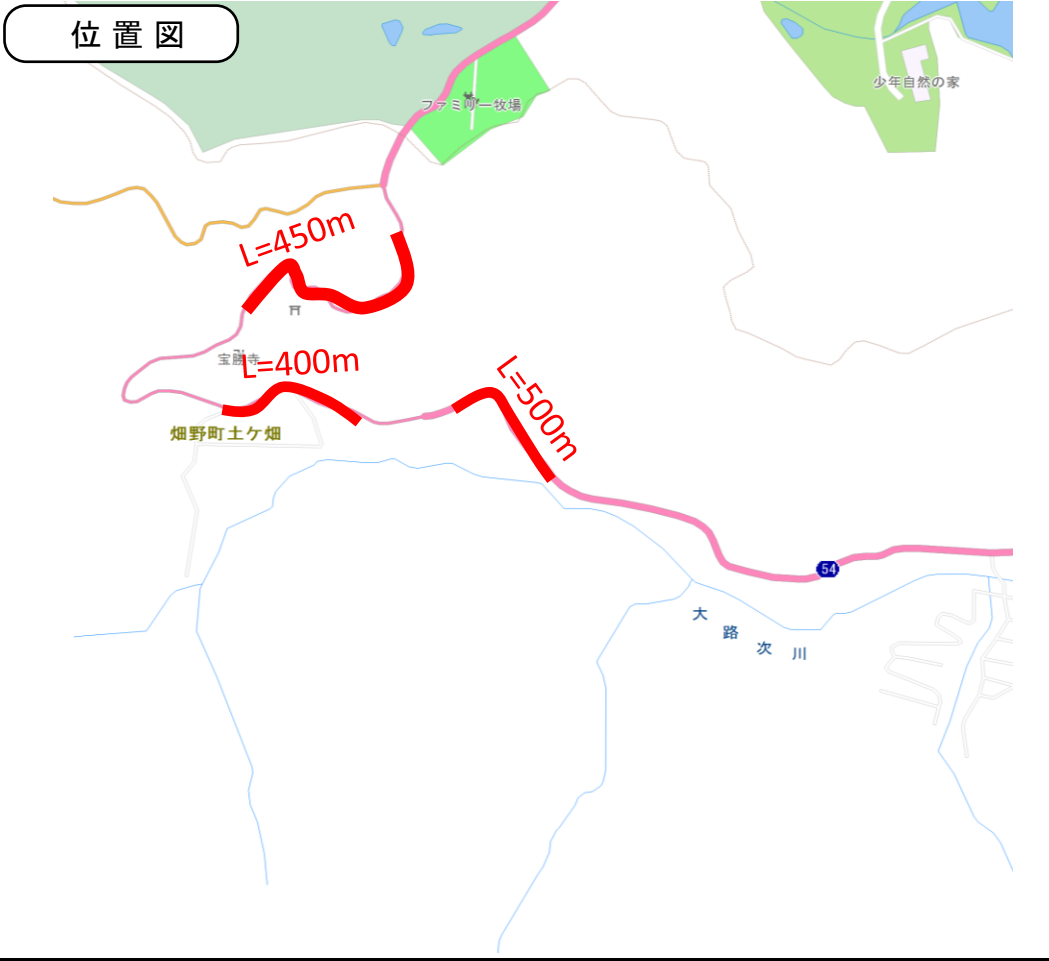 位置図
少年自然の家
ファミリー牧場
L=450m
宝勝寺
L=400m
L=500m
畑野町土ケ畑
54
大路次川